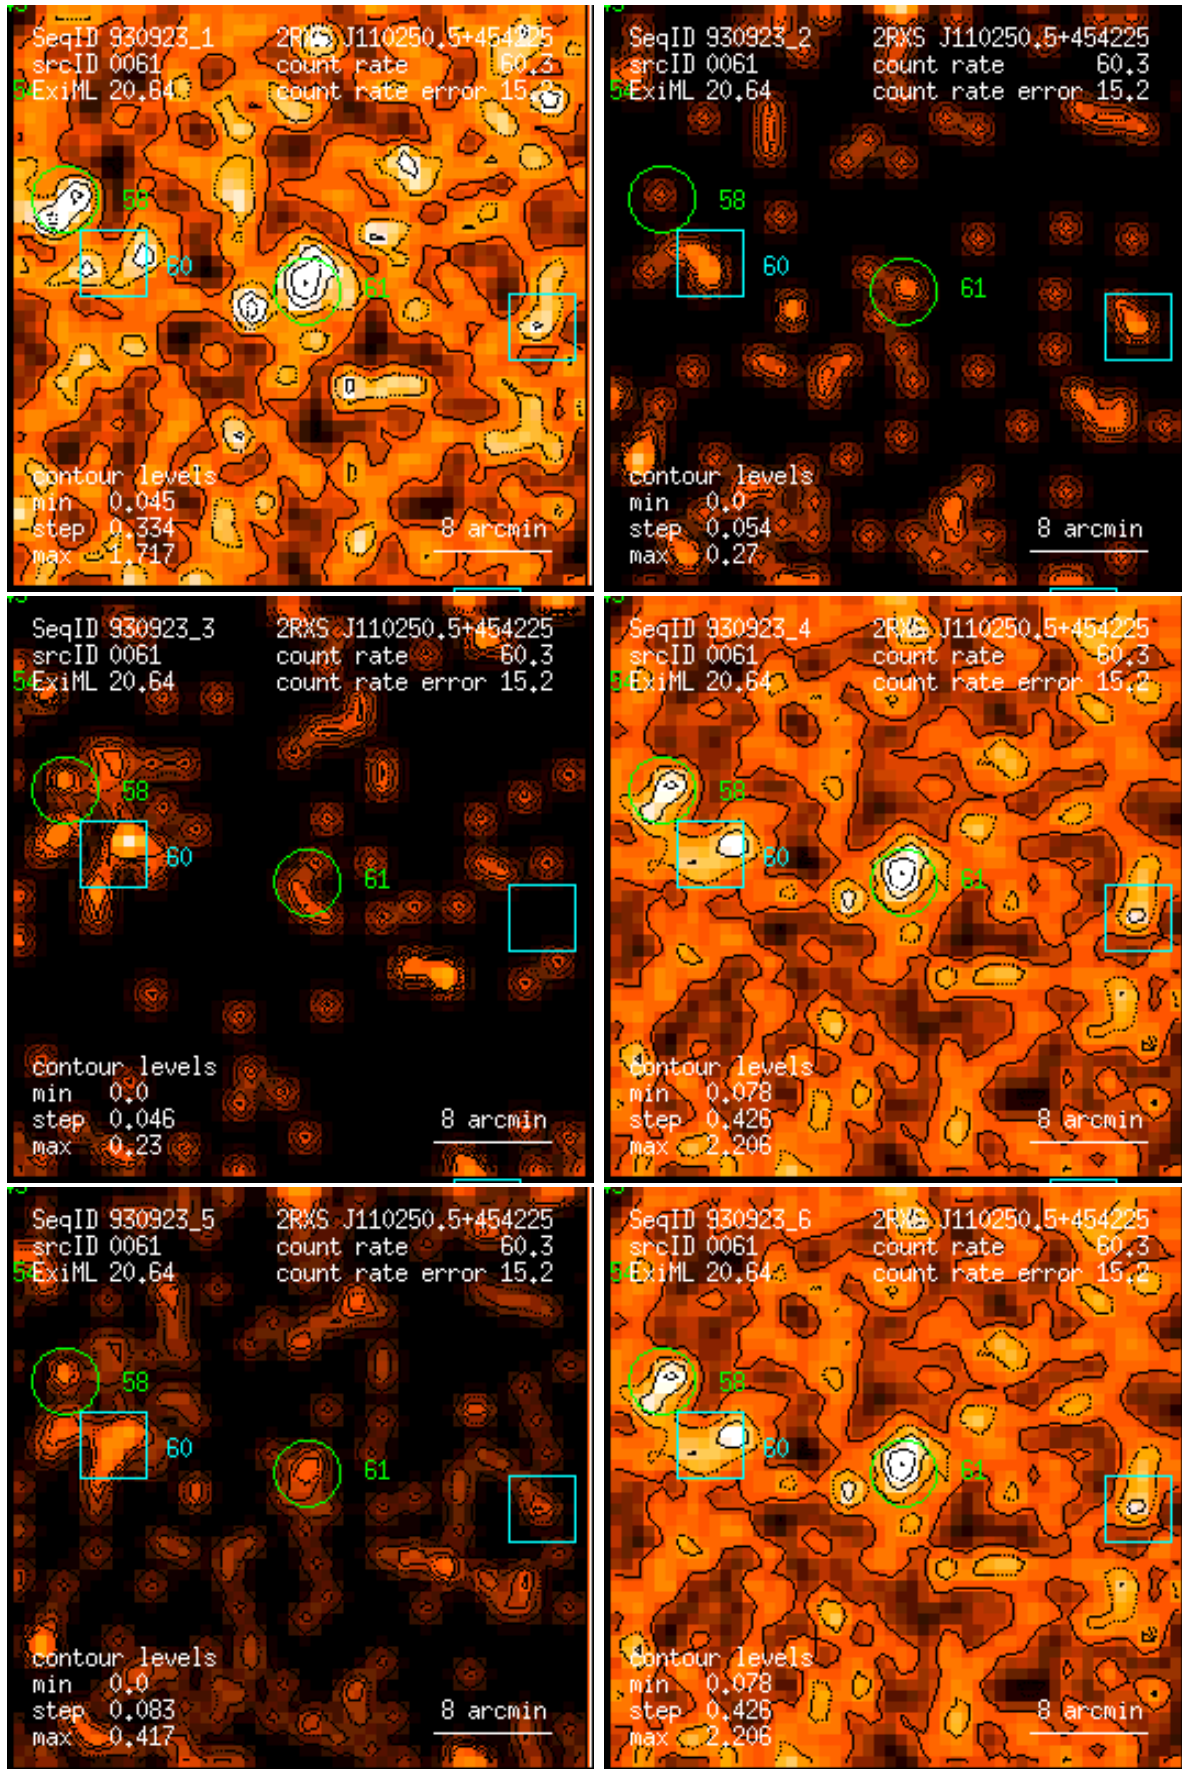 SeqID 930923_1 2RXS J110250.5+454225
srcID 0061 count rate 60.3
54 ExiML 20.64 count rate error 15.2
58
60
61
contour levels
min 0.045
step 0.334
max 1.717
8 arcmin
SeqID 930923_2 2RXS J110250.5+454225
srcID 0061 count rate 60.3
54 ExiML 20.64 count rate error 15.2
58
60
61
contour levels
min 0.0
step 0.054
max 0.27
8 arcmin
SeqID 930923_3 2RXS J110250.5+454225
srcID 0061 count rate 60.3
54 ExiML 20.64 count rate error 15.2
58
60
61
contour levels
min 0.0
step 0.046
max 0.23
8 arcmin
SeqID 930923_4 2RXS J110250.5+454225
srcID 0061 count rate 60.3
54 ExiML 20.64 count rate error 15.2
58
60
61
contour levels
min 0.078
step 0.426
max 2.206
8 arcmin
SeqID 930923_5 2RXS J110250.5+454225
srcID 0061 count rate 60.3
54 ExiML 20.64 count rate error 15.2
58
60
61
contour levels
min 0.0
step 0.083
max 0.417
8 arcmin
SeqID 930923_6 2RXS J110250.5+454225
srcID 0061 count rate 60.3
54 ExiML 20.64 count rate error 15.2
58
60
61
contour levels
min 0.078
step 0.426
max 2.206
8 arcmin